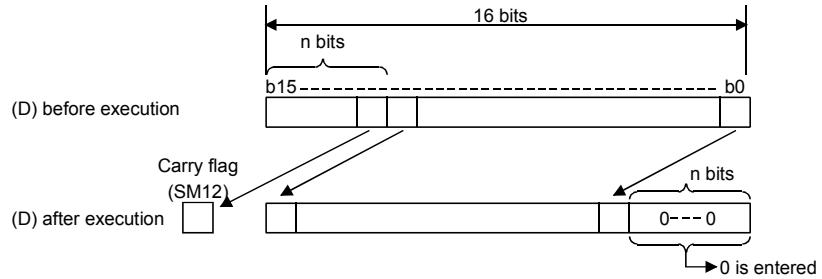 16 bits
n bits
b15 ---------------------------------------- b0
(D) before execution
Carry flag
(SM12)
n bits
(D) after execution
0---0
0 is entered